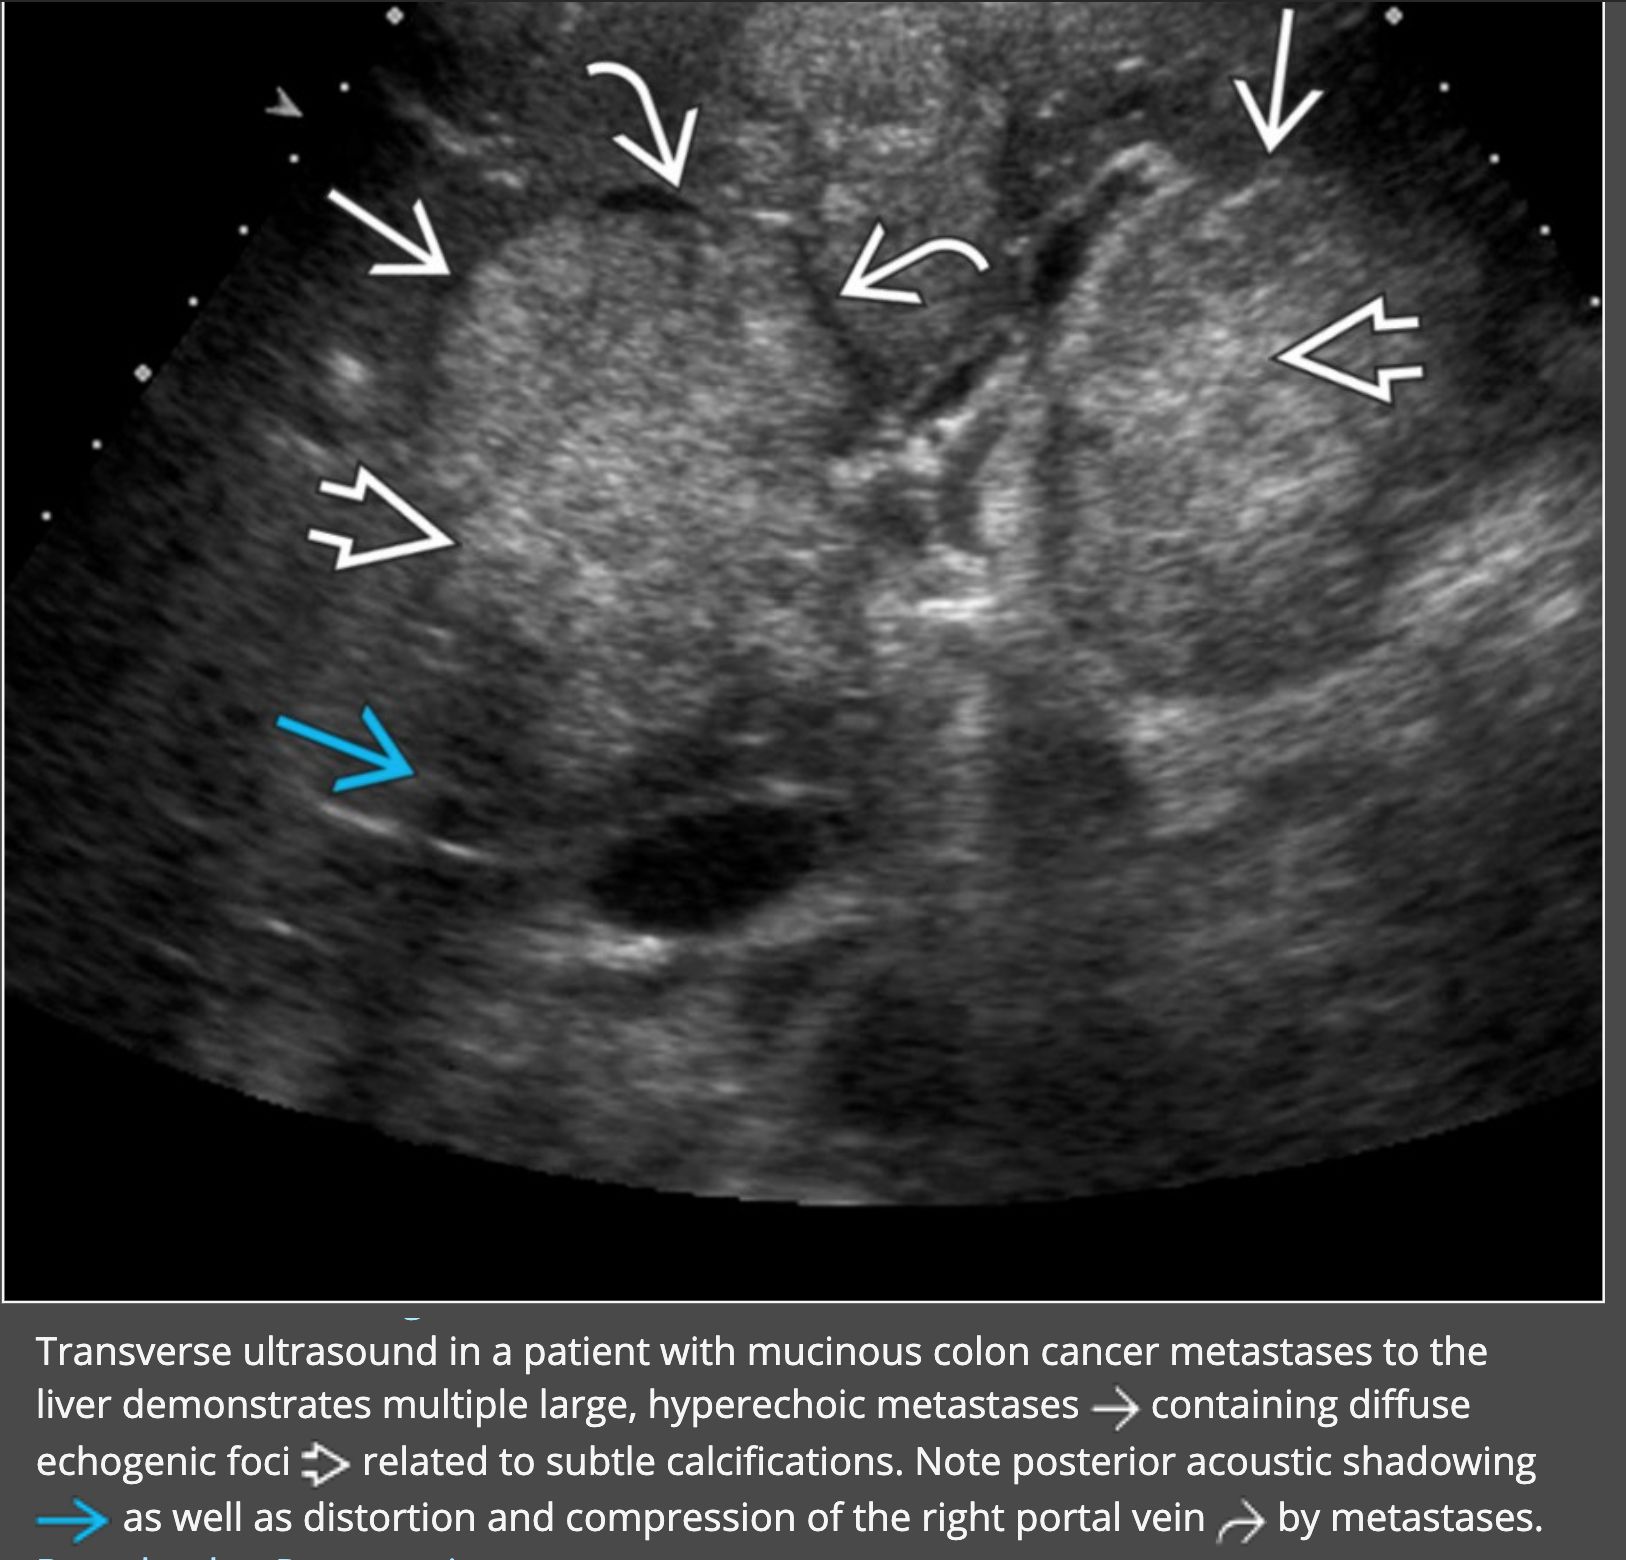 Transverse ultrasound in a patient with mucinous colon cancer metastases to the
liver demonstrates multiple large, hyperechoic metastases → containing diffuse
echogenic foci ⇨ related to subtle calcifications. Note posterior acoustic shadowing
→ as well as distortion and compression of the right portal vein ↷ by metastases.